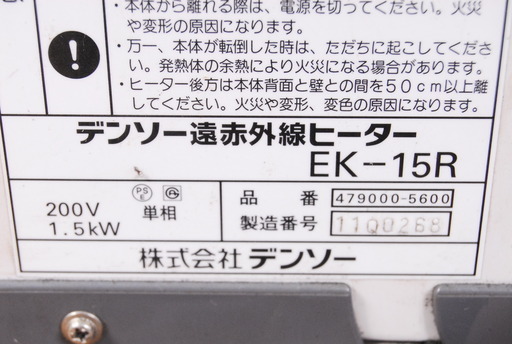 ・本体から離れる際は、電源を切ってください。火災
や変形の原因になります。
・万一、本体が転倒した時は、ただちに起こしてくださ
い。発熱体の余熱により火災になる場合があります。
・ヒーター後方は本体背面と壁との間を50cm以上離
してください。火災や変形、変色の原因になります。
デンソー遠赤外線ヒーター
EK-15R
200V 単相
1.5kW
PSE
品番 479000-5600
製造番号 11Q0268
株式会社 デンソー